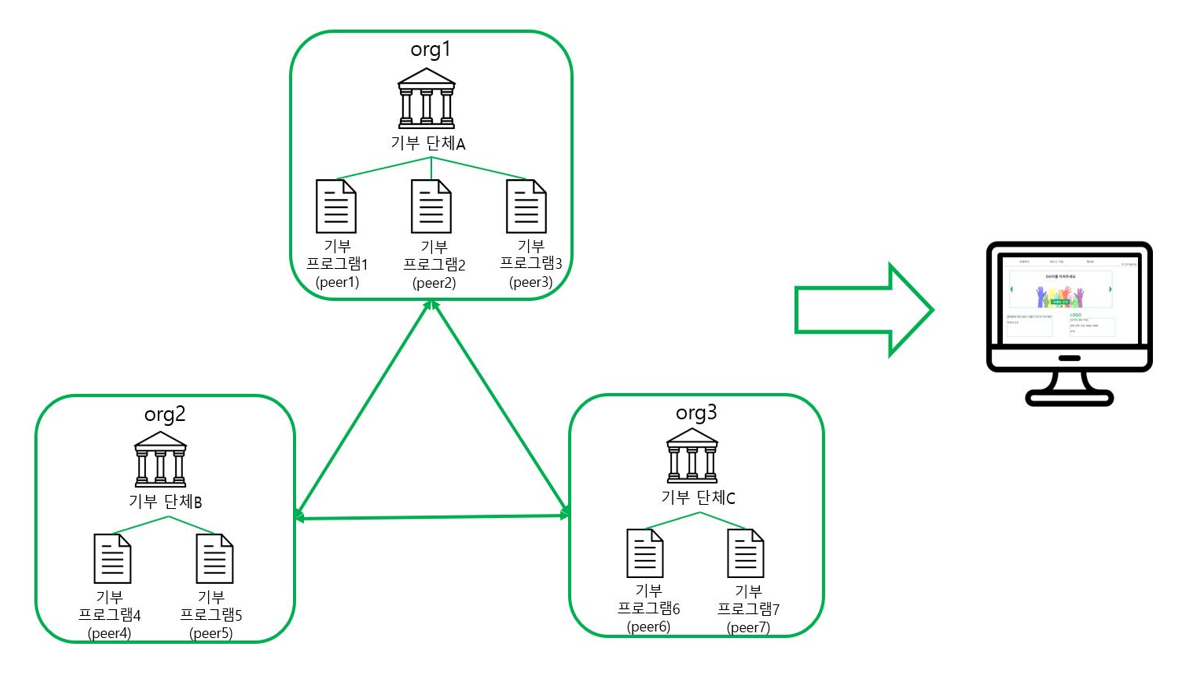 org1
기부 단체A
기부
프로그램1
(peer1)
기부
프로그램2
(peer2)
기부
프로그램3
(peer3)
org2
기부 단체B
기부
프로그램4
(peer4)
기부
프로그램5
(peer5)
org3
기부 단체C
기부
프로그램6
(peer6)
기부
프로그램7
(peer7)
LOGO